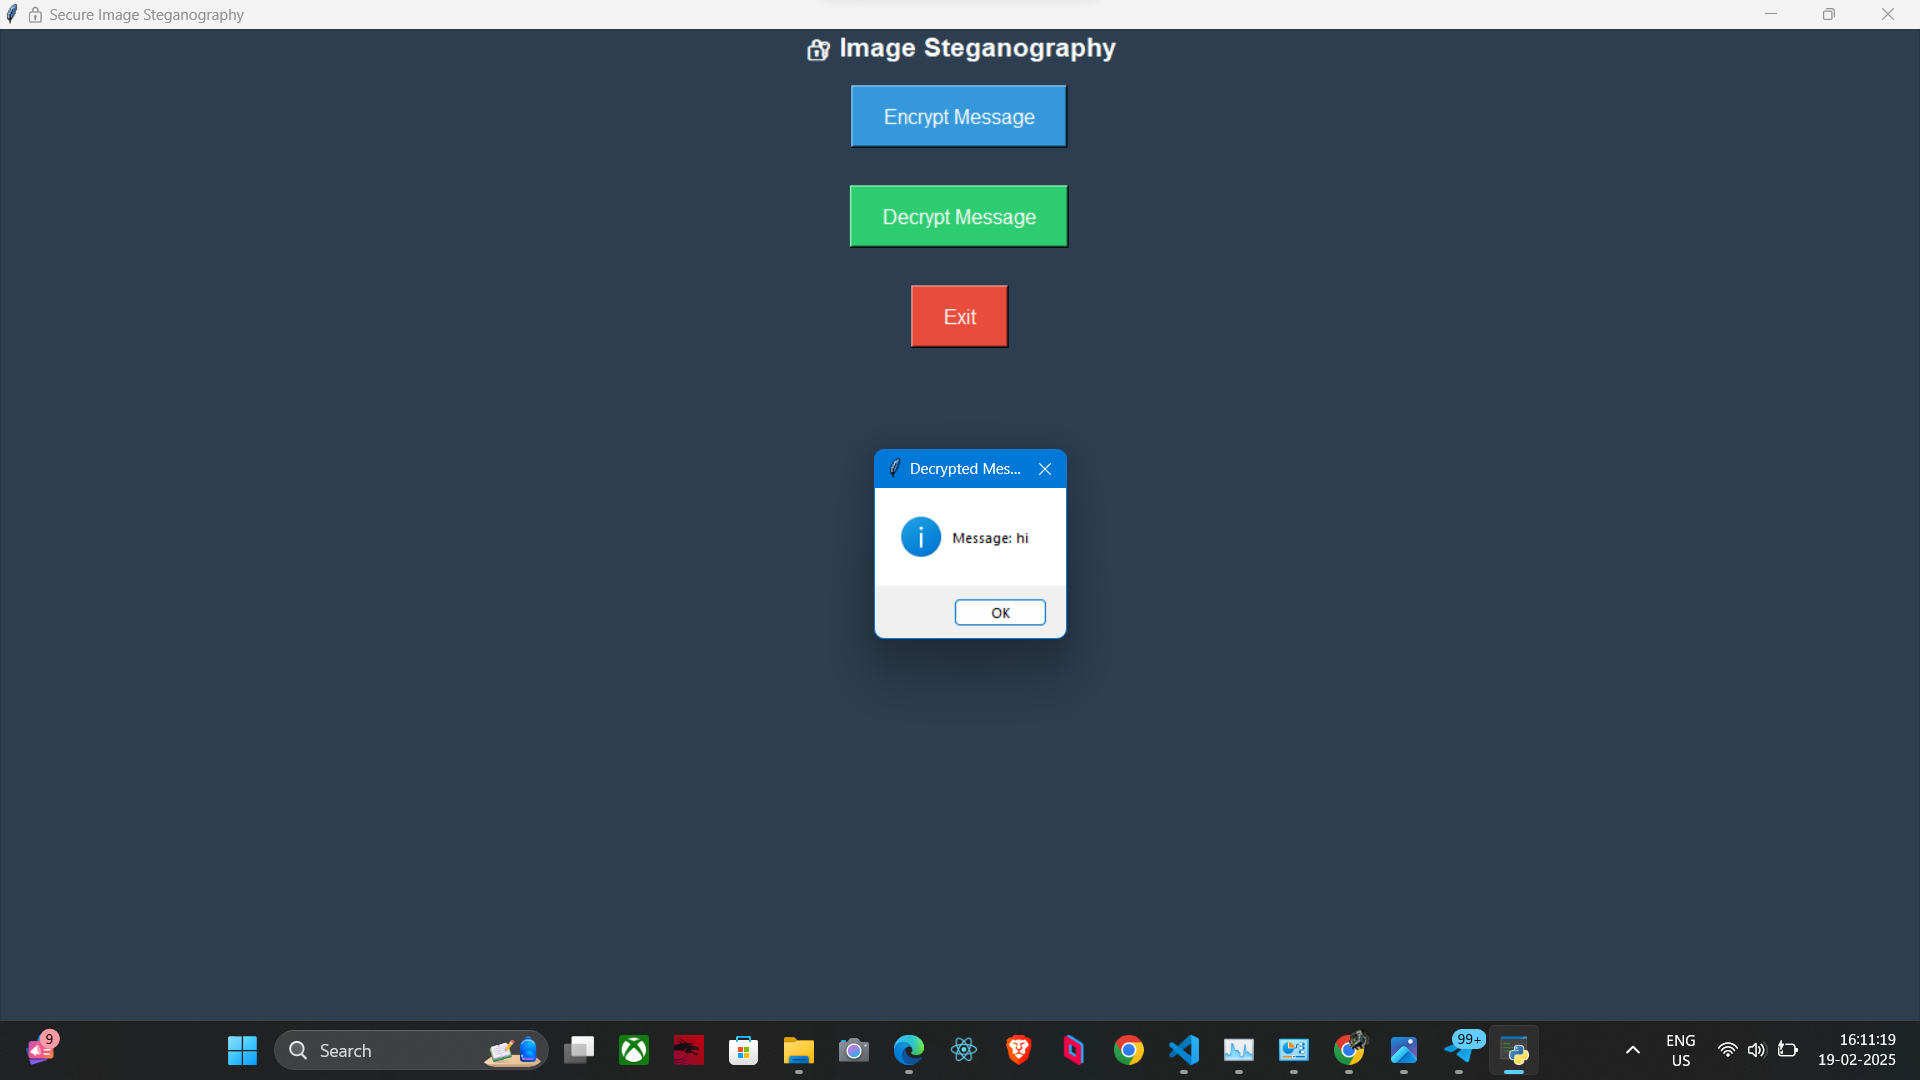 Secure Image Steganography
Image Steganography
Encrypt Message
Decrypt Message
Exit
Decrypted Mes...
Message: hi
OK
9
Search
99+
ENG
US
16:11:19
19-02-2025